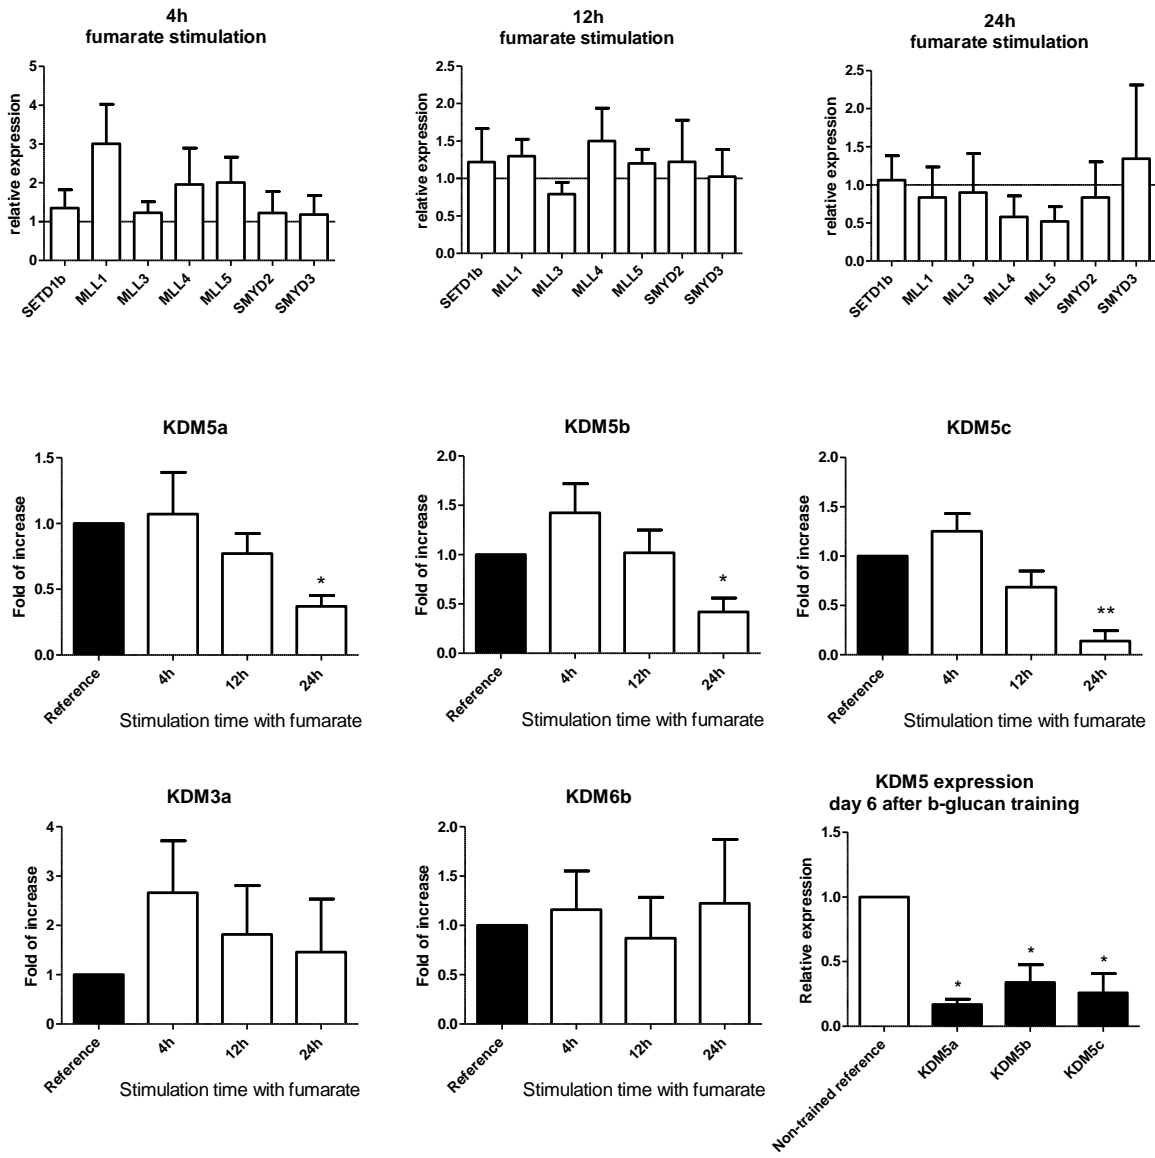 4h
fumarate stimulation
12h
fumarate stimulation
24h
fumarate stimulation
relative expression
5
4
3
2
1
0
SETD1b
MLL1
MLL3
MLL4
MLL5
SMYD2
SMYD3
relative expression
2.5
2.0
1.5
1.0
0.5
0.0
SETD1b
MLL1
MLL3
MLL4
MLL5
SMYD2
SMYD3
relative expression
2.5
2.0
1.5
1.0
0.5
0.0
SETD1b
MLL1
MLL3
MLL4
MLL5
SMYD2
SMYD3
KDM5a
Fold of increase
1.5
1.0
0.5
0.0
*
Reference
4h
12h
24h
Stimulation time with fumarate
KDM5b
Fold of increase
2.0
1.5
1.0
0.5
0.0
*
Reference
4h
12h
24h
Stimulation time with fumarate
KDM5c
Fold of increase
2.0
1.5
1.0
0.5
0.0
**
Reference
4h
12h
24h
Stimulation time with fumarate
KDM3a
Fold of increase
4
3
2
1
0
Reference
4h
12h
24h
Stimulation time with fumarate
KDM6b
Fold of increase
2.0
1.5
1.0
0.5
0.0
Reference
4h
12h
24h
Stimulation time with fumarate
KDM5 expression
day 6 after b-glucan training
Relative expression
1.5
1.0
0.5
0.0
*
*
*
Non-trained reference
KDM5a
KDM5b
KDM5c